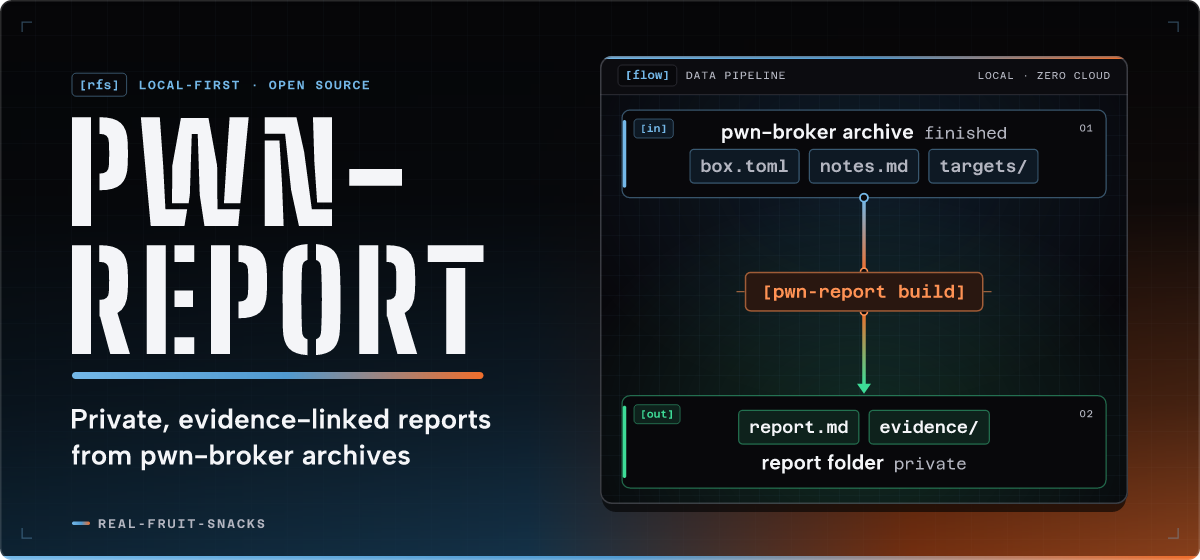 [rfs] LOCAL-FIRST · OPEN SOURCE
PWN-
REPORT
Private, evidence-linked reports
from pwn-broker archives
REAL-FRUIT-SNACKS
[flow] DATA PIPELINE
LOCAL · ZERO CLOUD
[in]
pwn-broker archive finished
01
box.toml notes.md targets/
[pwn-report build]
[out]
report.md evidence/
02
report folder private